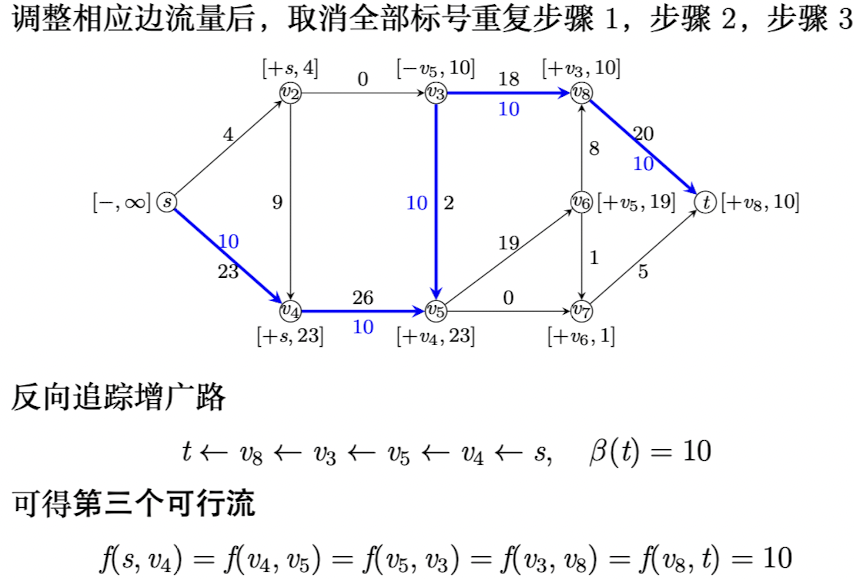 调整相应边流量后，取消全部标号重复步骤 1，步骤 2，步骤 3
[+s, 4] 0 [−v₅, 10] 18 [+v₃, 10]
v₂ v₃ 10 v₈
4 8 20
10
[−, ∞] s 9 10 2 v₆ [+v₅, 19] t [+v₈, 10]
10 19 1 5
23
26 0
v₄ 10 v₅ v₇
[+s, 23] [+v₄, 23] [+v₆, 1]
反向追踪增广路
t ← v₈ ← v₃ ← v₅ ← v₄ ← s, β(t) = 10
可得第三个可行流
f(s, v₄) = f(v₄, v₅) = f(v₅, v₃) = f(v₃, v₈) = f(v₈, t) = 10